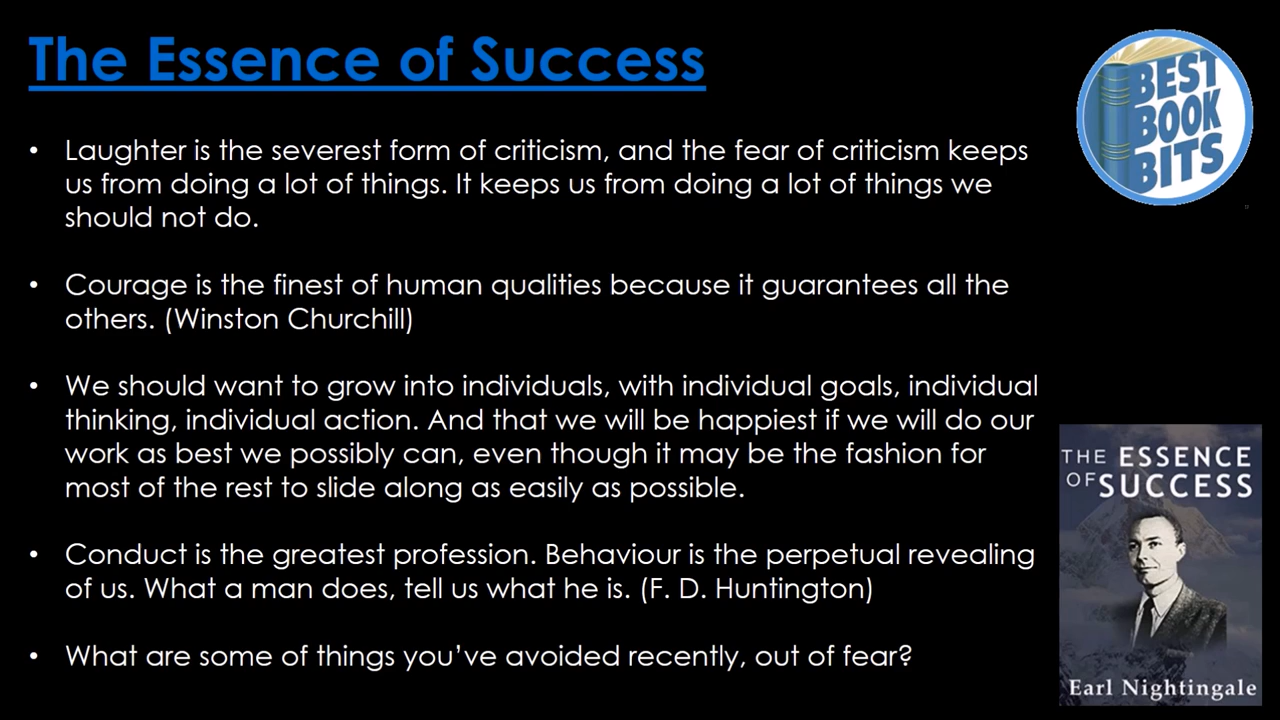 The Essence of Success
• Laughter is the severest form of criticism, and the fear of criticism keeps
us from doing a lot of things. It keeps us from doing a lot of things we
should not do.
• Courage is the finest of human qualities because it guarantees all the
others. (Winston Churchill)
• We should want to grow into individuals, with individual goals, individual
thinking, individual action. And that we will be happiest if we will do our
work as best we possibly can, even though it may be the fashion for
most of the rest to slide along as easily as possible.
• Conduct is the greatest profession. Behaviour is the perpetual revealing
of us. What a man does, tell us what he is. (F. D. Huntington)
• What are some of things you've avoided recently, out of fear?
BEST
BOOK
BITS
THE ESSENCE
OF SUCCESS
Earl Nightingale